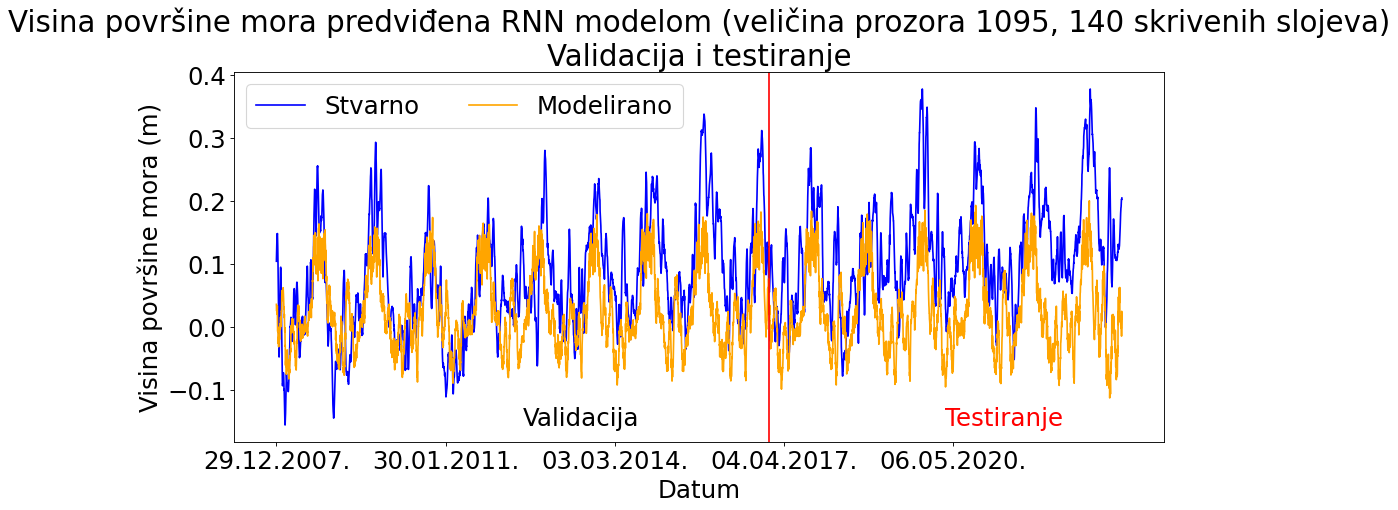 Visina površine mora predviđena RNN modelom (veličina prozora 1095, 140 skrivenih slojeva)
Validacija i testiranje
Stvarno Modelirano
Visina površine mora (m)
0.4
0.3
0.2
0.1
0.0
−0.1
Validacija
Testiranje
29.12.2007. 30.01.2011. 03.03.2014. 04.04.2017. 06.05.2020.
Datum